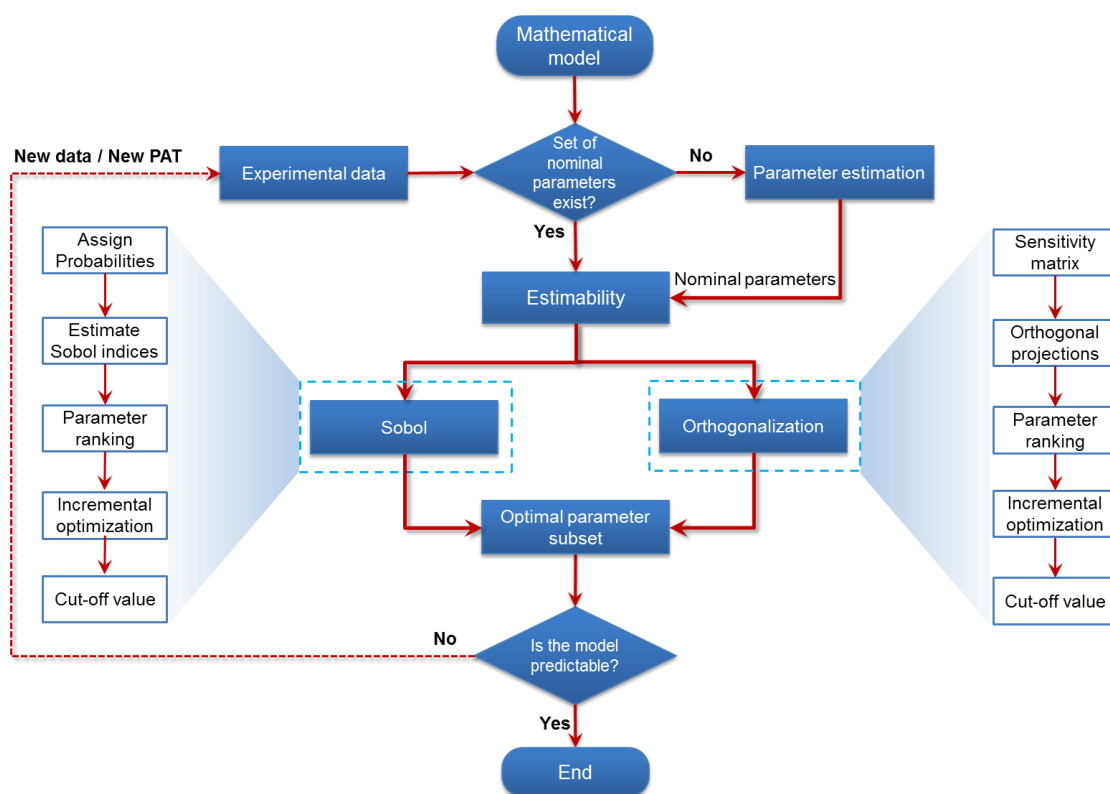 Mathematical
model
New data / New PAT
Experimental data
Set of
nominal
parameters
exist?
No
Parameter estimation
Yes
Nominal parameters
Estimability
Assign
Probabilities
Estimate
Sobol indices
Parameter
ranking
Incremental
optimization
Cut-off value
Sobol
Orthogonalization
Sensitivity
matrix
Orthogonal
projections
Parameter
ranking
Incremental
optimization
Cut-off value
Optimal parameter
subset
No
Is the model
predictable?
Yes
End